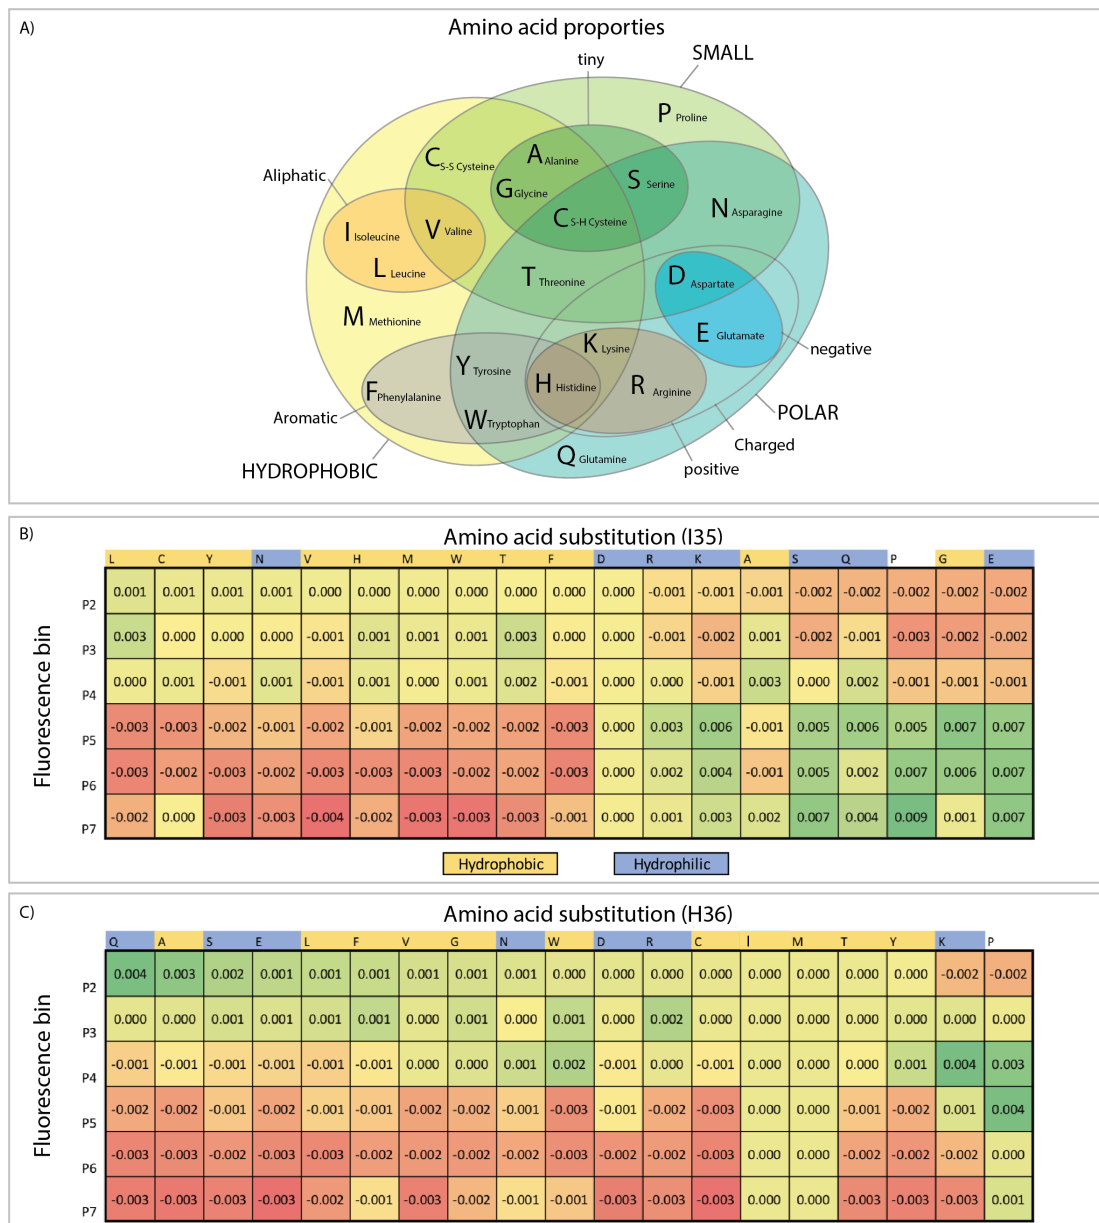 A)
Amino acid proporties
tiny
SMALL
P Proline
C S-S Cysteine
A Alanine
G Glycine
S Serine
C S-H Cysteine
N Asparagine
Aliphatic
I Isoleucine
V Valine
L Leucine
T Threonine
D Aspartate
M Methionine
E Glutamate
negative
K Lysine
Y Tyrosine
H Histidine
R Arginine
F Phenylalanine
W Tryptophan
Aromatic
POLAR
Charged
Q Glutamine
positive
HYDROPHOBIC
B)
Amino acid substitution (I35)
L C Y N V H M W T F D R K A S Q P G E
Fluorescence bin
P2 0.001 0.001 0.001 0.001 0.000 0.000 0.000 0.000 0.000 0.000 0.000 -0.001 -0.001 -0.001 -0.002 -0.002 -0.002 -0.002 -0.002
P3 0.003 0.000 0.000 0.000 -0.001 0.001 0.001 0.001 0.003 0.000 0.000 -0.001 -0.002 0.001 -0.002 -0.001 -0.003 -0.002 -0.002
P4 0.000 0.001 -0.001 0.001 -0.001 0.001 0.000 0.001 0.002 -0.001 0.000 0.000 -0.001 0.003 0.000 0.002 -0.001 -0.001 -0.001
P5 -0.003 -0.003 -0.002 -0.001 -0.002 -0.001 -0.002 -0.002 -0.002 -0.003 0.000 0.003 0.006 -0.001 0.005 0.006 0.005 0.007 0.007
P6 -0.003 -0.002 -0.003 -0.002 -0.003 -0.003 -0.003 -0.002 -0.002 -0.003 0.000 0.002 0.004 -0.001 0.005 0.002 0.007 0.006 0.007
P7 -0.002 0.000 -0.003 -0.003 -0.004 -0.002 -0.003 -0.003 -0.003 -0.001 0.000 0.001 0.003 0.002 0.007 0.004 0.009 0.001 0.007
Hydrophobic
Hydrophilic
C)
Amino acid substitution (H36)
Q A S E L F V G N W D R C I M T Y K P
Fluorescence bin
P2 0.004 0.003 0.002 0.001 0.001 0.001 0.001 0.001 0.001 0.000 0.000 0.000 0.000 0.000 0.000 0.000 0.000 -0.002 -0.002
P3 0.000 0.000 0.001 0.001 0.001 0.001 0.000 0.001 0.000 0.001 0.000 0.002 0.000 0.000 0.000 0.000 0.000 0.000 0.000
P4 -0.001 -0.001 -0.001 -0.001 -0.001 -0.001 0.000 0.000 0.001 0.002 -0.001 0.000 -0.001 0.000 0.000 0.000 0.001 0.004 0.003
P5 -0.002 -0.002 -0.001 -0.002 -0.001 -0.001 -0.002 -0.002 -0.001 -0.003 -0.001 -0.002 -0.003 0.000 0.000 -0.001 -0.002 0.001 0.004
P6 -0.003 -0.003 -0.002 -0.003 -0.003 -0.002 -0.002 -0.002 -0.002 -0.003 -0.002 -0.002 -0.003 0.000 0.000 -0.002 -0.002 -0.002 0.000
P7 -0.003 -0.003 -0.003 -0.003 -0.002 -0.001 -0.003 -0.002 -0.001 -0.001 -0.003 -0.003 -0.003 0.000 0.000 -0.003 -0.003 -0.003 0.001